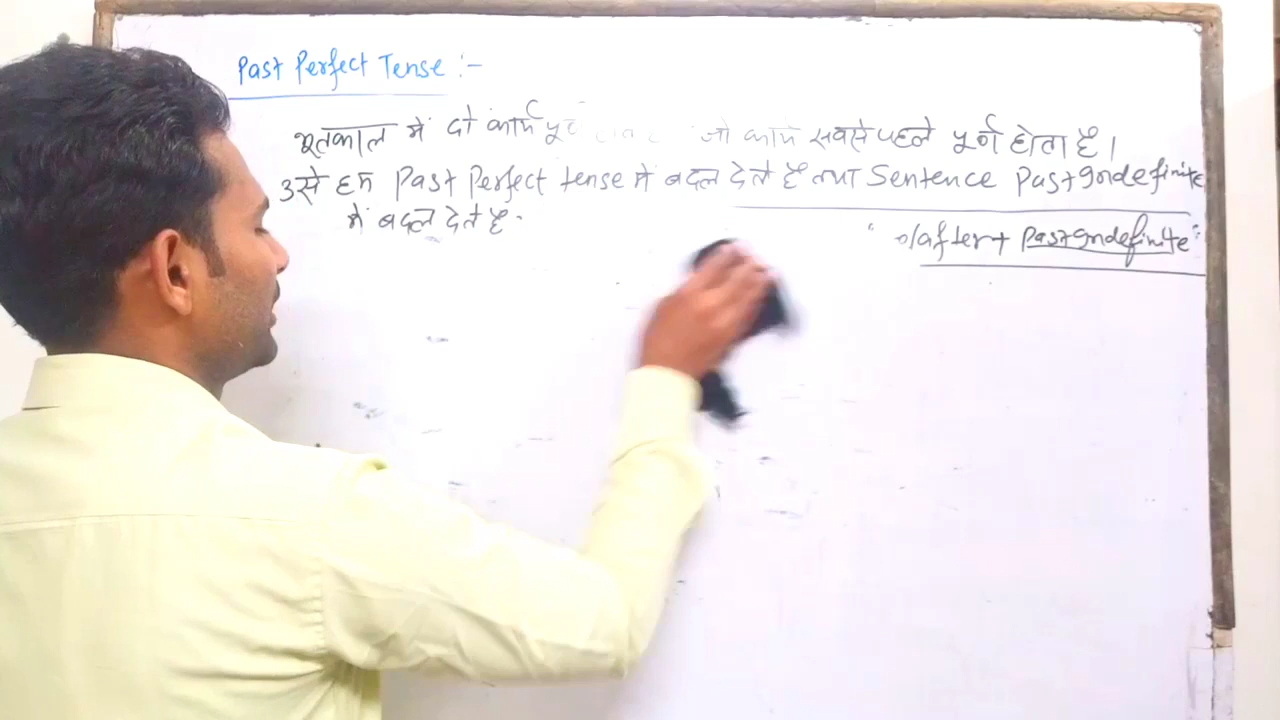 Past Perfect Tense :-
भूतकाल में दो कार्य जो कार्य सबसे पहले पूर्ण होता है।
उसे हम Past Perfect tense में बदल देते है तथा Sentence Past Indefinite
में बदल देते है.
o/after + Past Indefinite